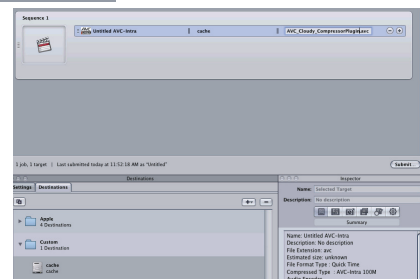 Sequence 1
Untitled AVC-Intra
cache
AVC_Cloudy_CompressorPlugin.avc
1 job, 1 target | Last submitted today at 11:52:18 AM as "Untitled"
Submit...
Destinations
Settings Destinations
Apple
4 Destinations
Custom
1 Destination
cache
cache
Inspector
Name: Selected Target
Description: No description
Summary
Name: Untitled AVC-Intra
Description: No description
File Extension: avc
Estimated size: unknown
File Format Type : Quick Time
Compressed Type : AVC-Intra 100M